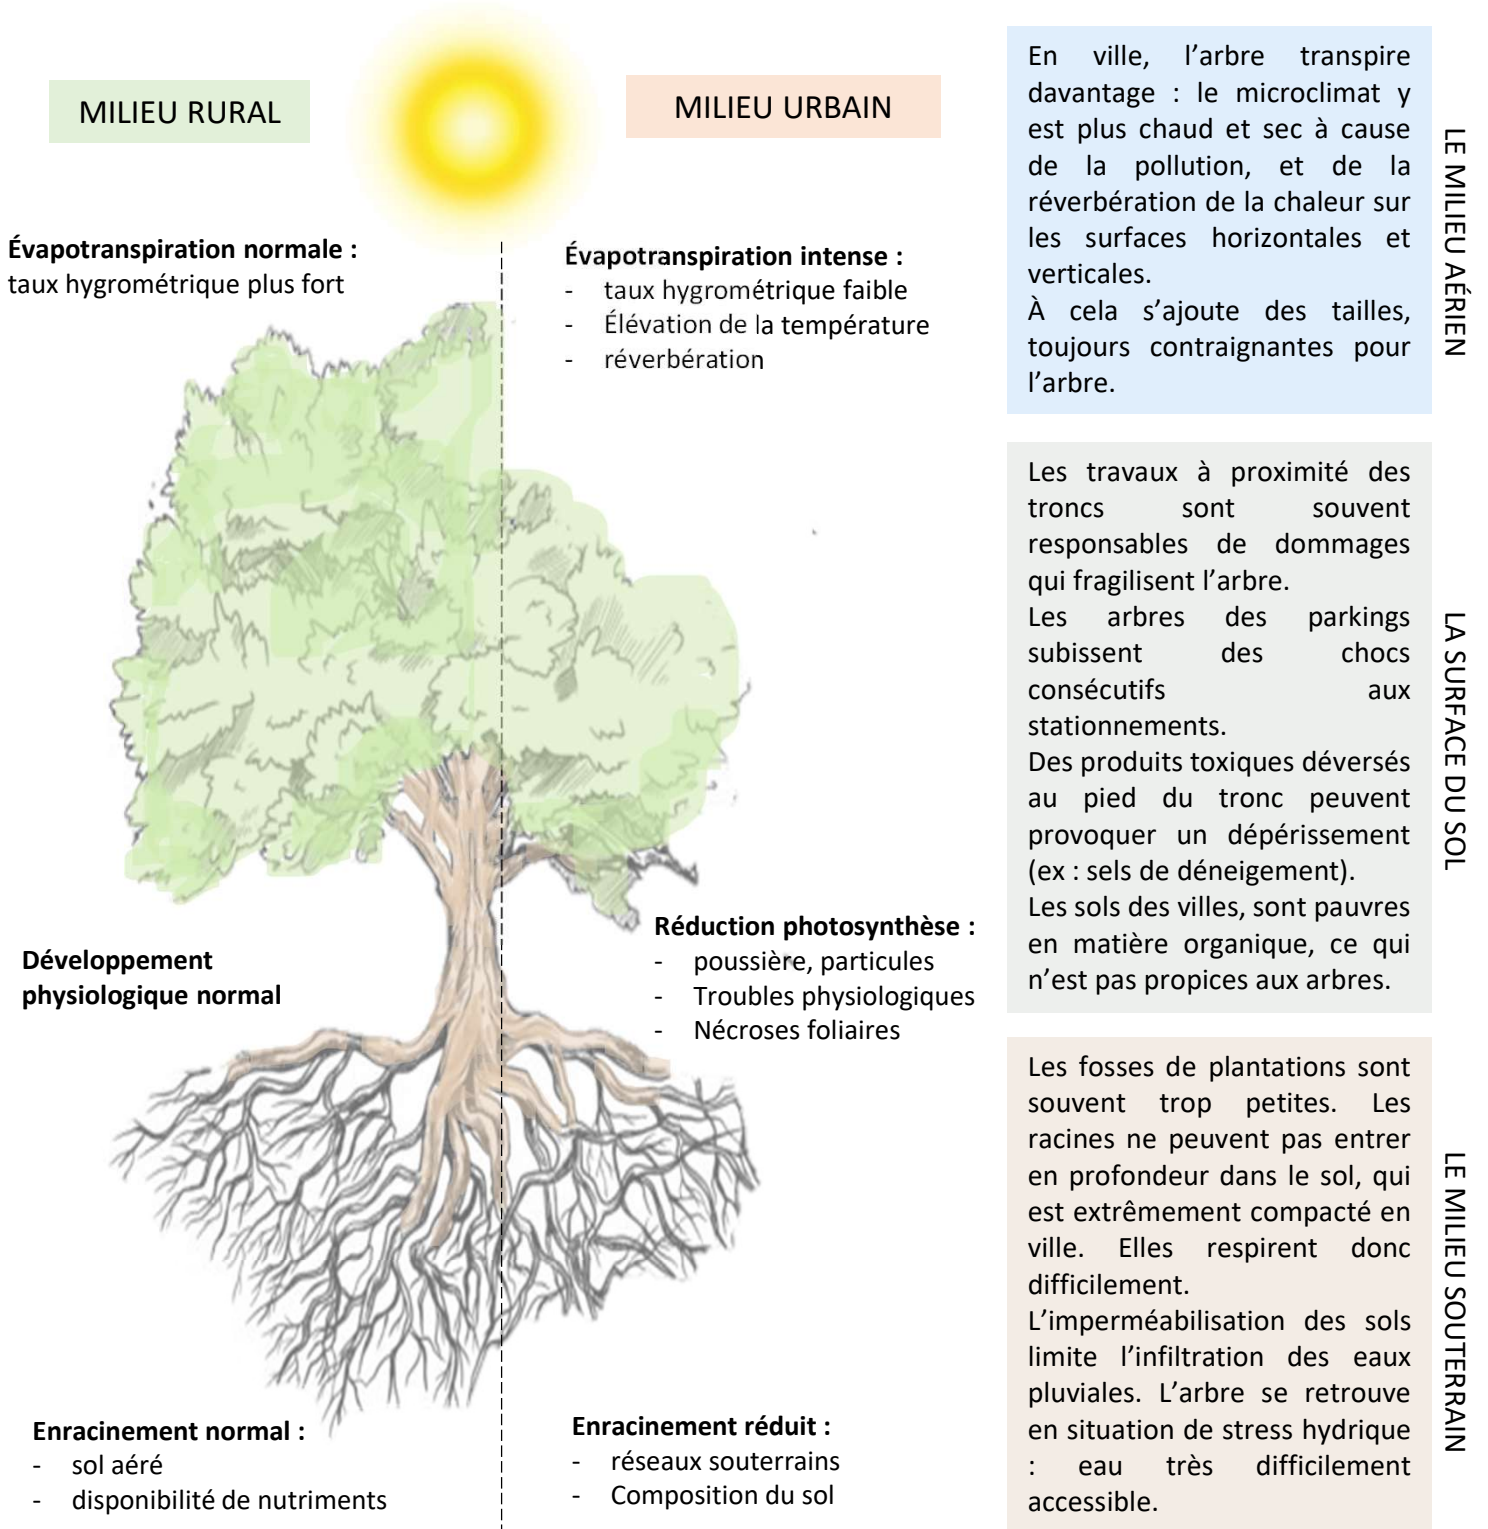 MILIEU RURAL
MILIEU URBAIN
Évapotranspiration normale :
taux hygrométrique plus fort
Évapotranspiration intense :
- taux hygrométrique faible
- Élévation de la température
- réverbération
Développement
physiologique normal
Réduction photosynthèse :
- poussière, particules
- Troubles physiologiques
- Nécroses foliaires
Enracinement normal :
- sol aéré
- disponibilité de nutriments
Enracinement réduit :
- réseaux souterrains
- Composition du sol
En ville, l’arbre transpire
davantage : le microclimat y
est plus chaud et sec à cause
de la pollution, et de la
réverbération de la chaleur sur
les surfaces horizontales et
verticales.
À cela s’ajoute des tailles,
toujours contraignantes pour
l’arbre.
LE MILIEU AÉRIEN
Les travaux à proximité des
troncs sont souvent
responsables de dommages
qui fragilisent l’arbre.
Les arbres des parkings
subissent des chocs
consécutifs aux
stationnements.
Des produits toxiques déversés
au pied du tronc peuvent
provoquer un dépérissement
(ex : sels de déneigement).
Les sols des villes, sont pauvres
en matière organique, ce qui
n’est pas propices aux arbres.
LA SURFACE DU SOL
Les fosses de plantations sont
souvent trop petites. Les
racines ne peuvent pas entrer
en profondeur dans le sol, qui
est extrêmement compacté en
ville. Elles respirent donc
difficilement.
L’imperméabilisation des sols
limite l’infiltration des eaux
pluviales. L’arbre se retrouve
en situation de stress hydrique
: eau très difficilement
accessible.
LE MILIEU SOUTERRAIN